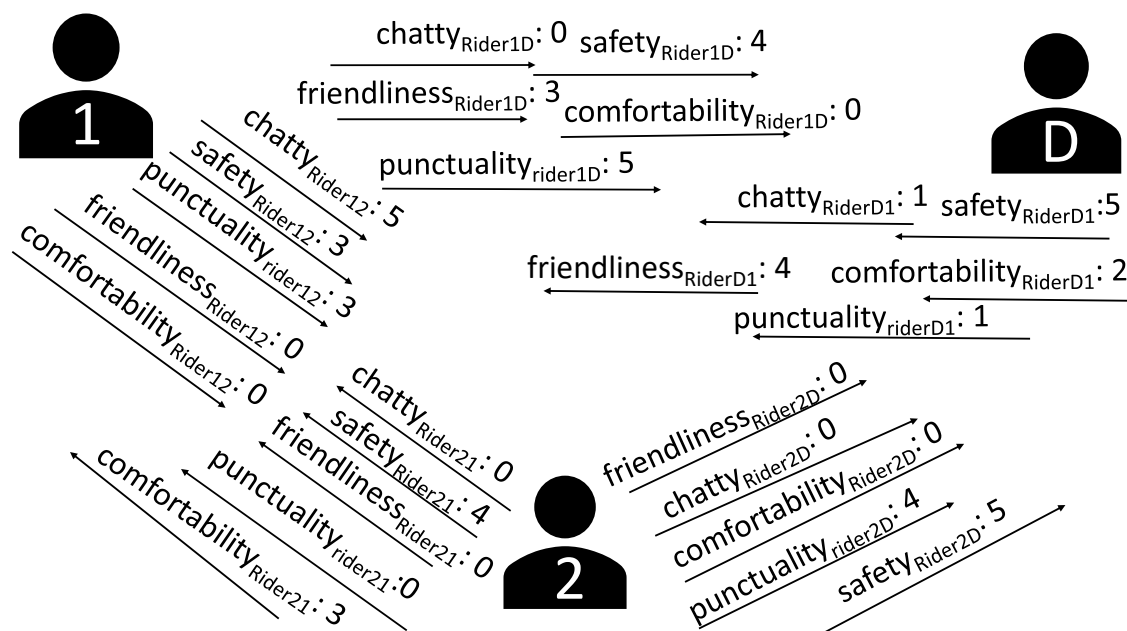 1
chatty_Rider1D: 0
safety_Rider1D: 4
friendliness_Rider1D: 3
comfortability_Rider1D: 0
punctuality_rider1D: 5
D
chatty_RiderD1: 1
safety_RiderD1:5
friendliness_RiderD1: 4
comfortability_RiderD1: 2
punctuality_riderD1: 1
chatty_Rider12: 5
safety_Rider12: 3
punctuality_rider12: 3
friendliness_Rider12: 0
comfortability_Rider12: 0
chatty_Rider21: 0
safety_Rider21: 4
friendliness_Rider21: 0
punctuality_rider21:0
comfortability_Rider21: 3
2
friendliness_Rider2D: 0
chatty_Rider2D: 0
comfortability_Rider2D: 0
punctuality_rider2D: 4
safety_Rider2D: 5